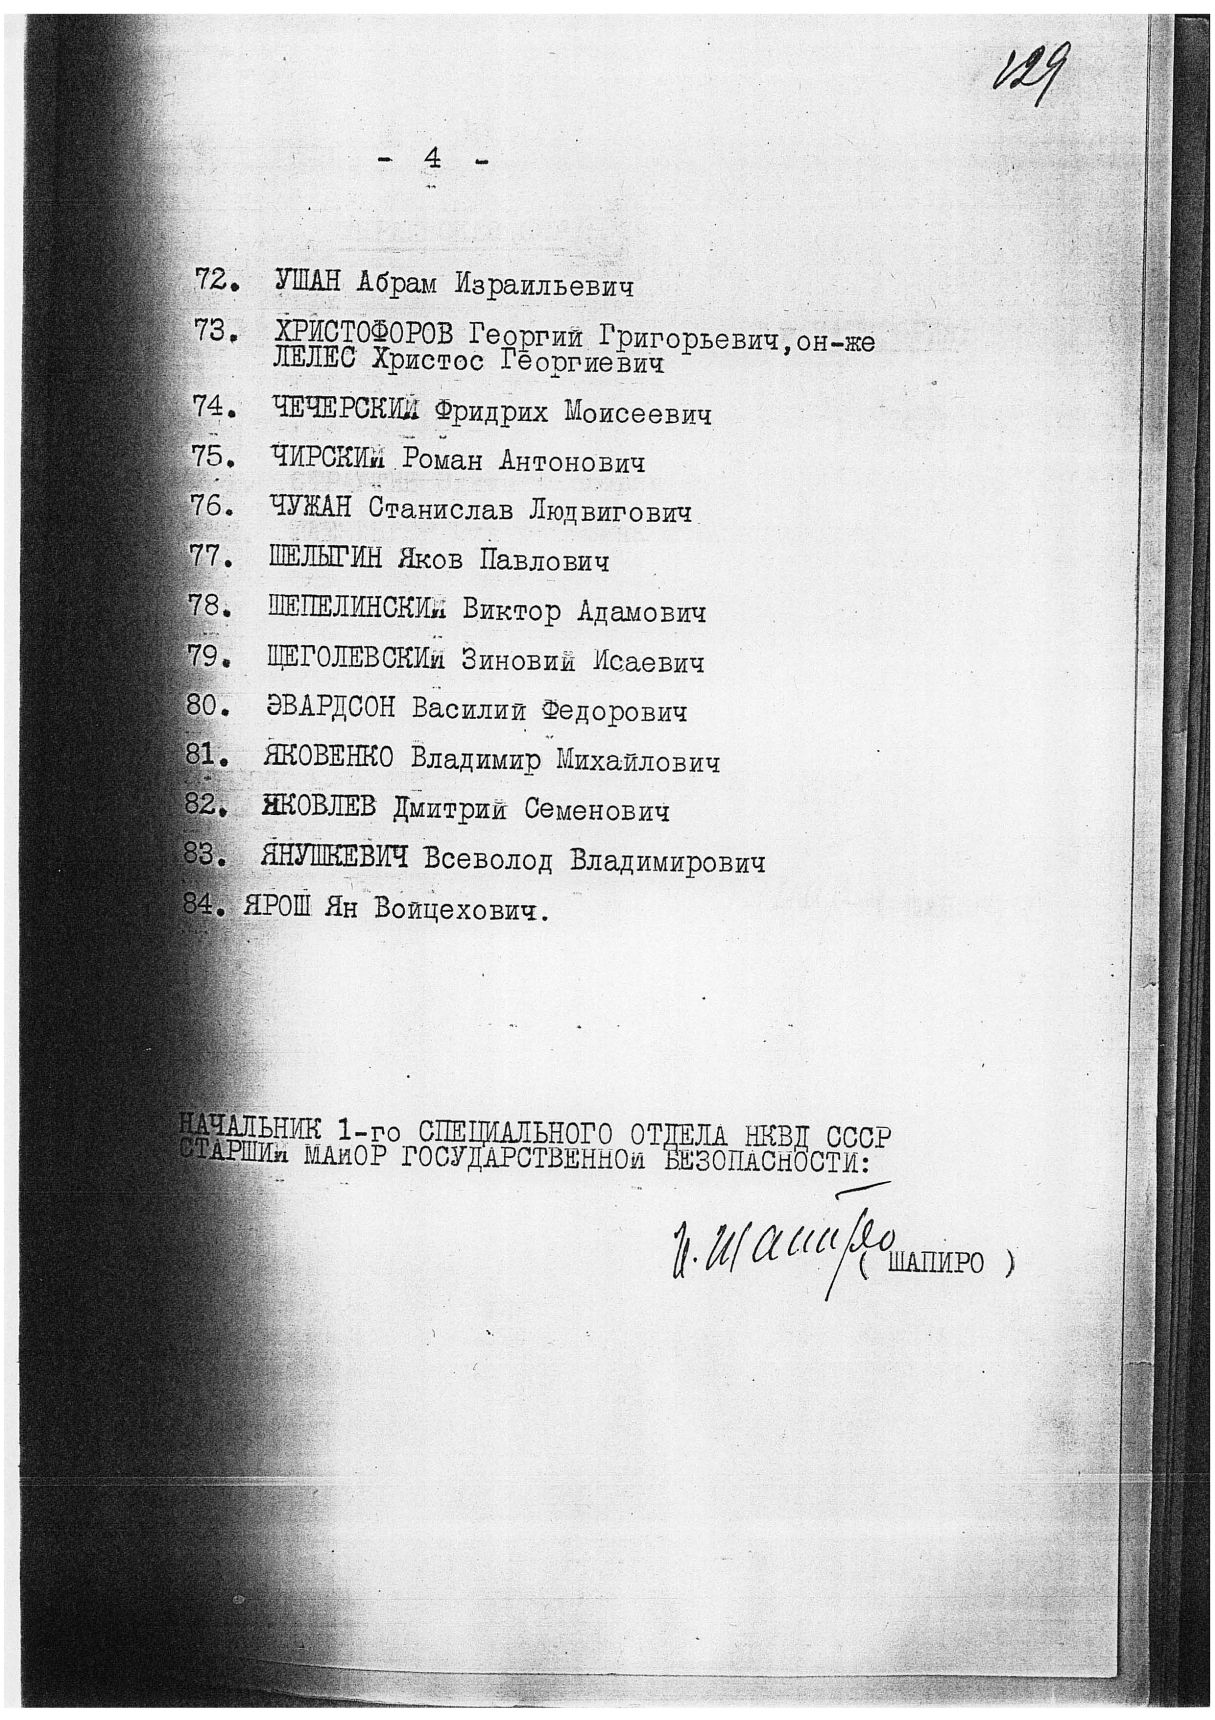 129
- 4 -
72. УШАН Абрам Израильевич
73. ХРИСТОФОРОВ Георгий Григорьевич,он-же
ЛЕЛЕС Христос Георгиевич
74. ЧЕЧЕРСКИЙ Фридрих Моисеевич
75. ЧИРСКИй Роман Антонович
76. ЧУЖАН Станислав Людвигович
77. ШЕЛЫГИН Яков Павлович
78. ШЕПЕЛИНСКИй Виктор Адамович
79. ЩЕГОЛЕВСКИй Зиновий Исаевич
80. ЭВАРДСОН Василий Федорович
81. ЯКОВЕНКО Владимир Михайлович
82. ЯКОВЛЕВ Дмитрий Семенович
83. ЯНУШКЕВИЧ Всеволод Владимирович
84. ЯРОШ Ян Войцехович.
НАЧАЛЬНИК 1-го СПЕЦИАЛЬНОГО ОТДЕЛА НКВД СССР
СТАРШИй МАйОР ГОСУДАРСТВЕННОй БЕЗОПАСНОСТИ:
И. Шапиро
( ШАПИРО )